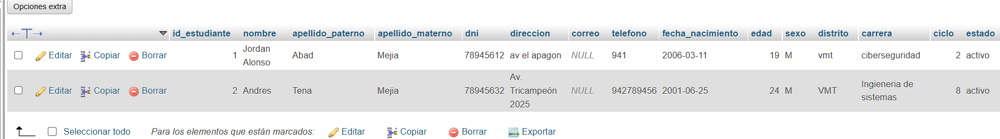 Opciones extra
id_estudiante nombre apellido_paterno apellido_materno dni direccion correo telefono fecha_nacimiento edad sexo distrito carrera ciclo estado
Editar Copiar Borrar 1 Jordan Alonso Abad Mejia 78945612 av el apagon NULL 941 2006-03-11 19 M vmt ciberseguridad 2 activo
Editar Copiar Borrar 2 Andres Tena Mejia 78945632 Av. Tricampeón 2025 NULL 942789456 2001-06-25 24 M VMT Ingieneria de sistemas 8 activo
Seleccionar todo Para los elementos que están marcados: Editar Copiar Borrar Exportar